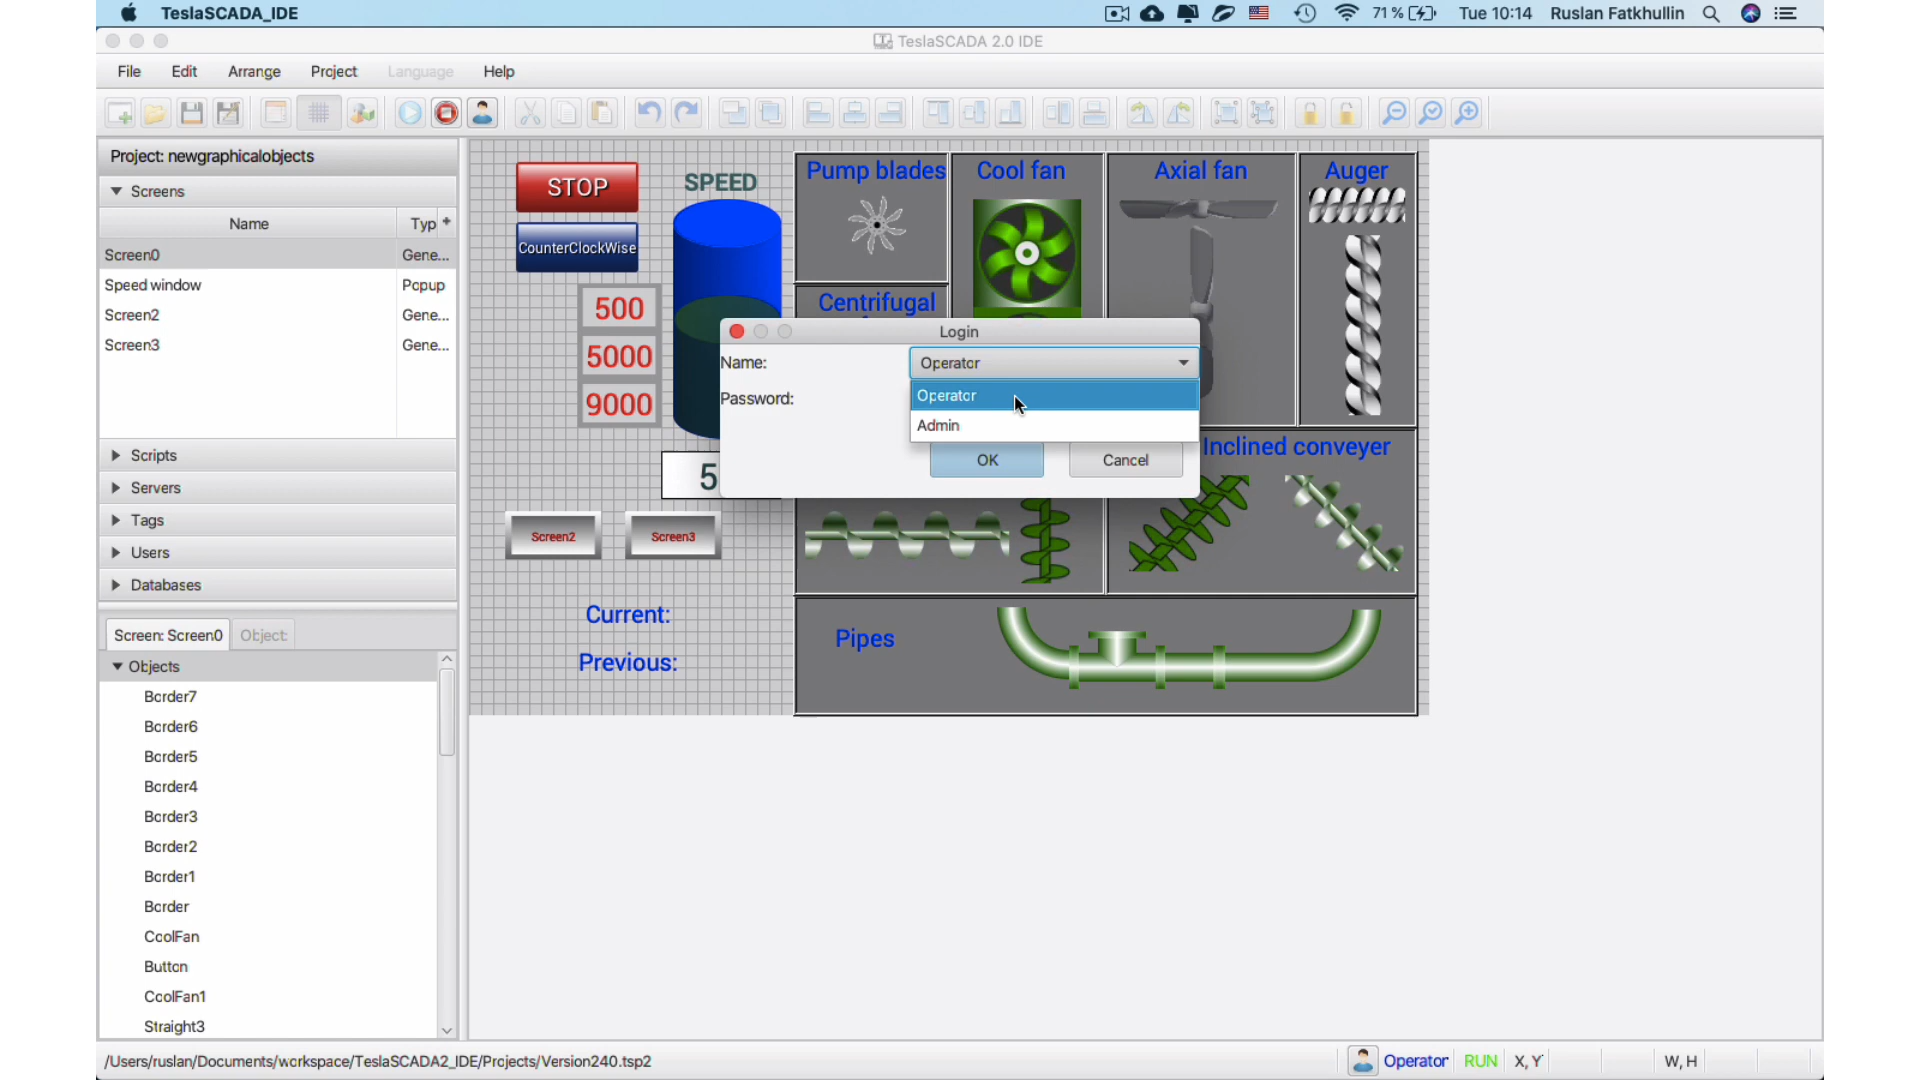 TeslaSCADA_IDE
71 %
Tue 10:14
Ruslan Fatkhullin
TeslaSCADA 2.0 IDE
File
Edit
Arrange
Project
Language
Help
Project: newgraphicalobjects
Screens
Name
Typ
+
Screen0
Gene...
Speed window
Popup
Screen2
Gene...
Screen3
Gene...
Scripts
Servers
Tags
Users
Databases
Screen: Screen0
Object:
Objects
Border7
Border6
Border5
Border4
Border3
Border2
Border1
Border
CoolFan
Button
CoolFan1
Straight3
STOP
SPEED
CounterClockWise
500
5000
9000
5
Screen2
Screen3
Current:
Previous:
Pump blades
Cool fan
Axial fan
Auger
Centrifugal
Login
Name:
Operator
Password:
Operator
Admin
OK
Cancel
Inclined conveyer
Pipes
/Users/ruslan/Documents/workspace/TeslaSCADA2_IDE/Projects/Version240.tsp2
Operator
RUN
X, Y
W, H